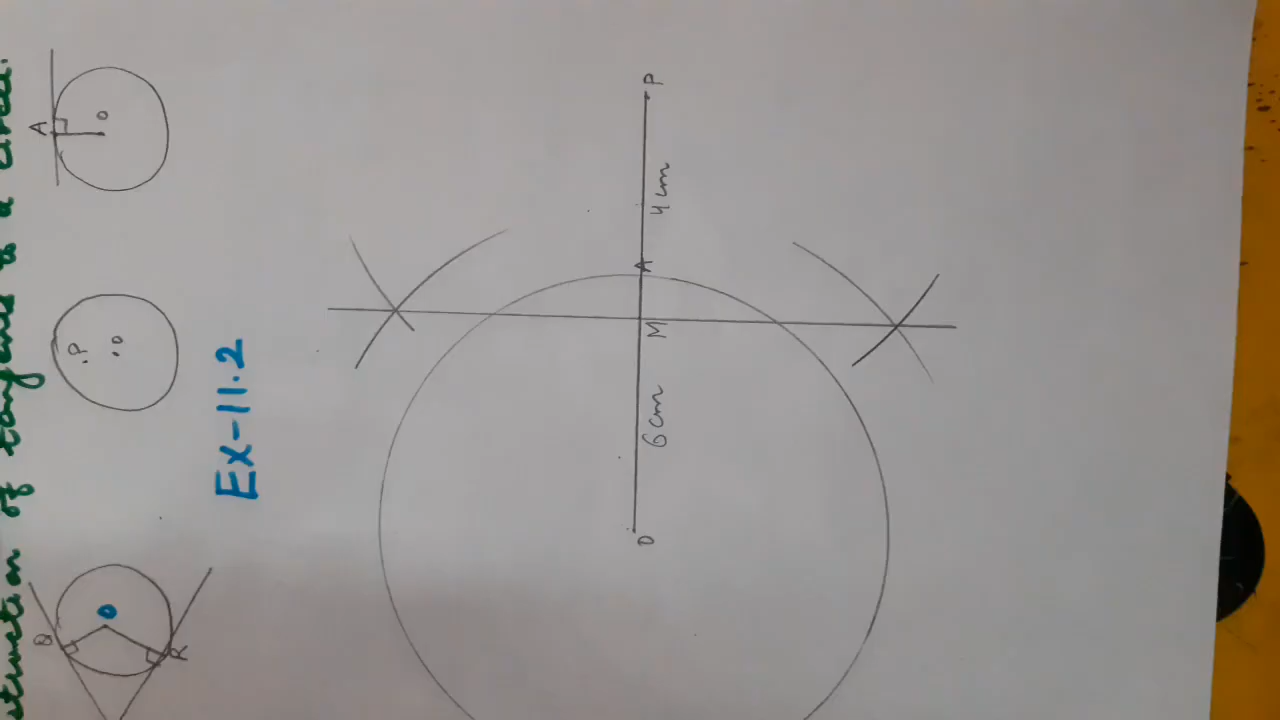 struction of tangents to a circle.
Q
O
R
P
O
A
O
Ex-11.2
O
6cm
M
A
4cm
P